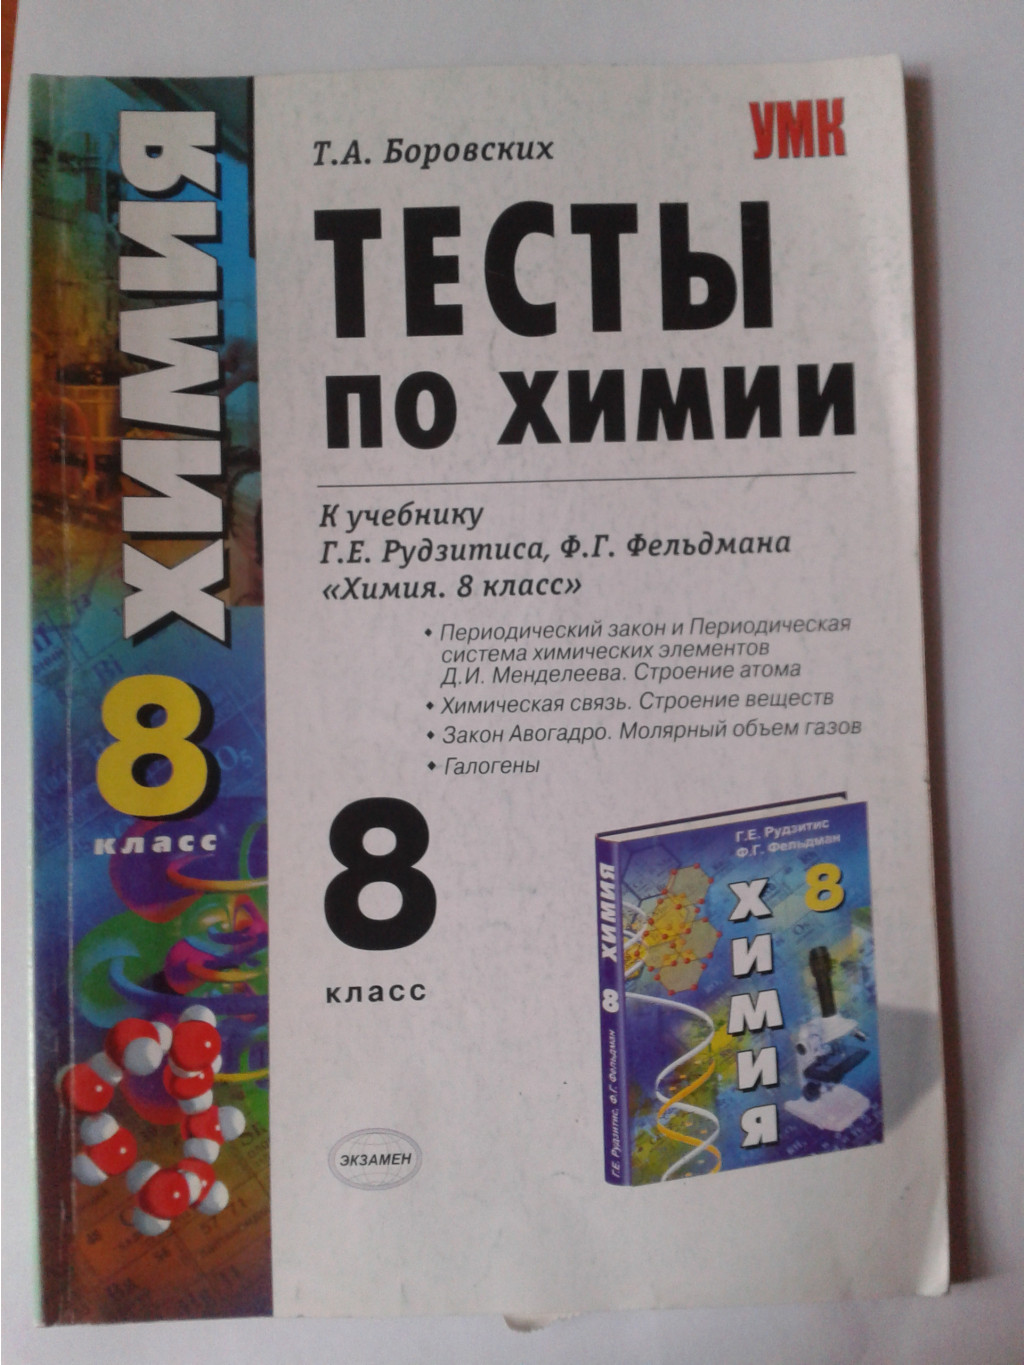 Т.А. Боровских
УМК
ТЕСТЫ
ПО ХИМИИ
К учебнику
Г.Е. Рудзитиса, Ф.Г. Фельдмана
«Химия. 8 класс»
• Периодический закон и Периодическая
система химических элементов
Д.И. Менделеева. Строение атома
• Химическая связь. Строение веществ
• Закон Авогадро. Молярный объем газов
• Галогены
8
класс
ЭКЗАМЕН
ХИМИЯ
8
класс
Г.Е. Рудзитис
Ф.Г. Фельдман
ХИМИЯ
8
Г.Е. Рудзитис, Ф.Г. Фельдман
8
ХИМИЯ